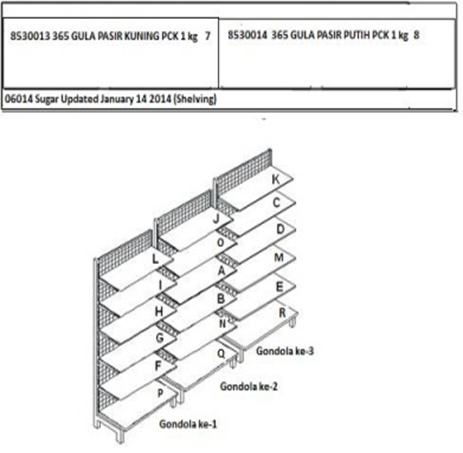 8530013 365 GULA PASIR KUNING PCK 1 kg 7
8530014 365 GULA PASIR PUTIH PCK 1 kg 8
06014 Sugar Updated January 14 2014 (Shelving)
K
C
D
M
E
R
Gondola ke-3
J
O
A
B
N
Q
Gondola ke-2
L
I
H
G
F
P
Gondola ke-1